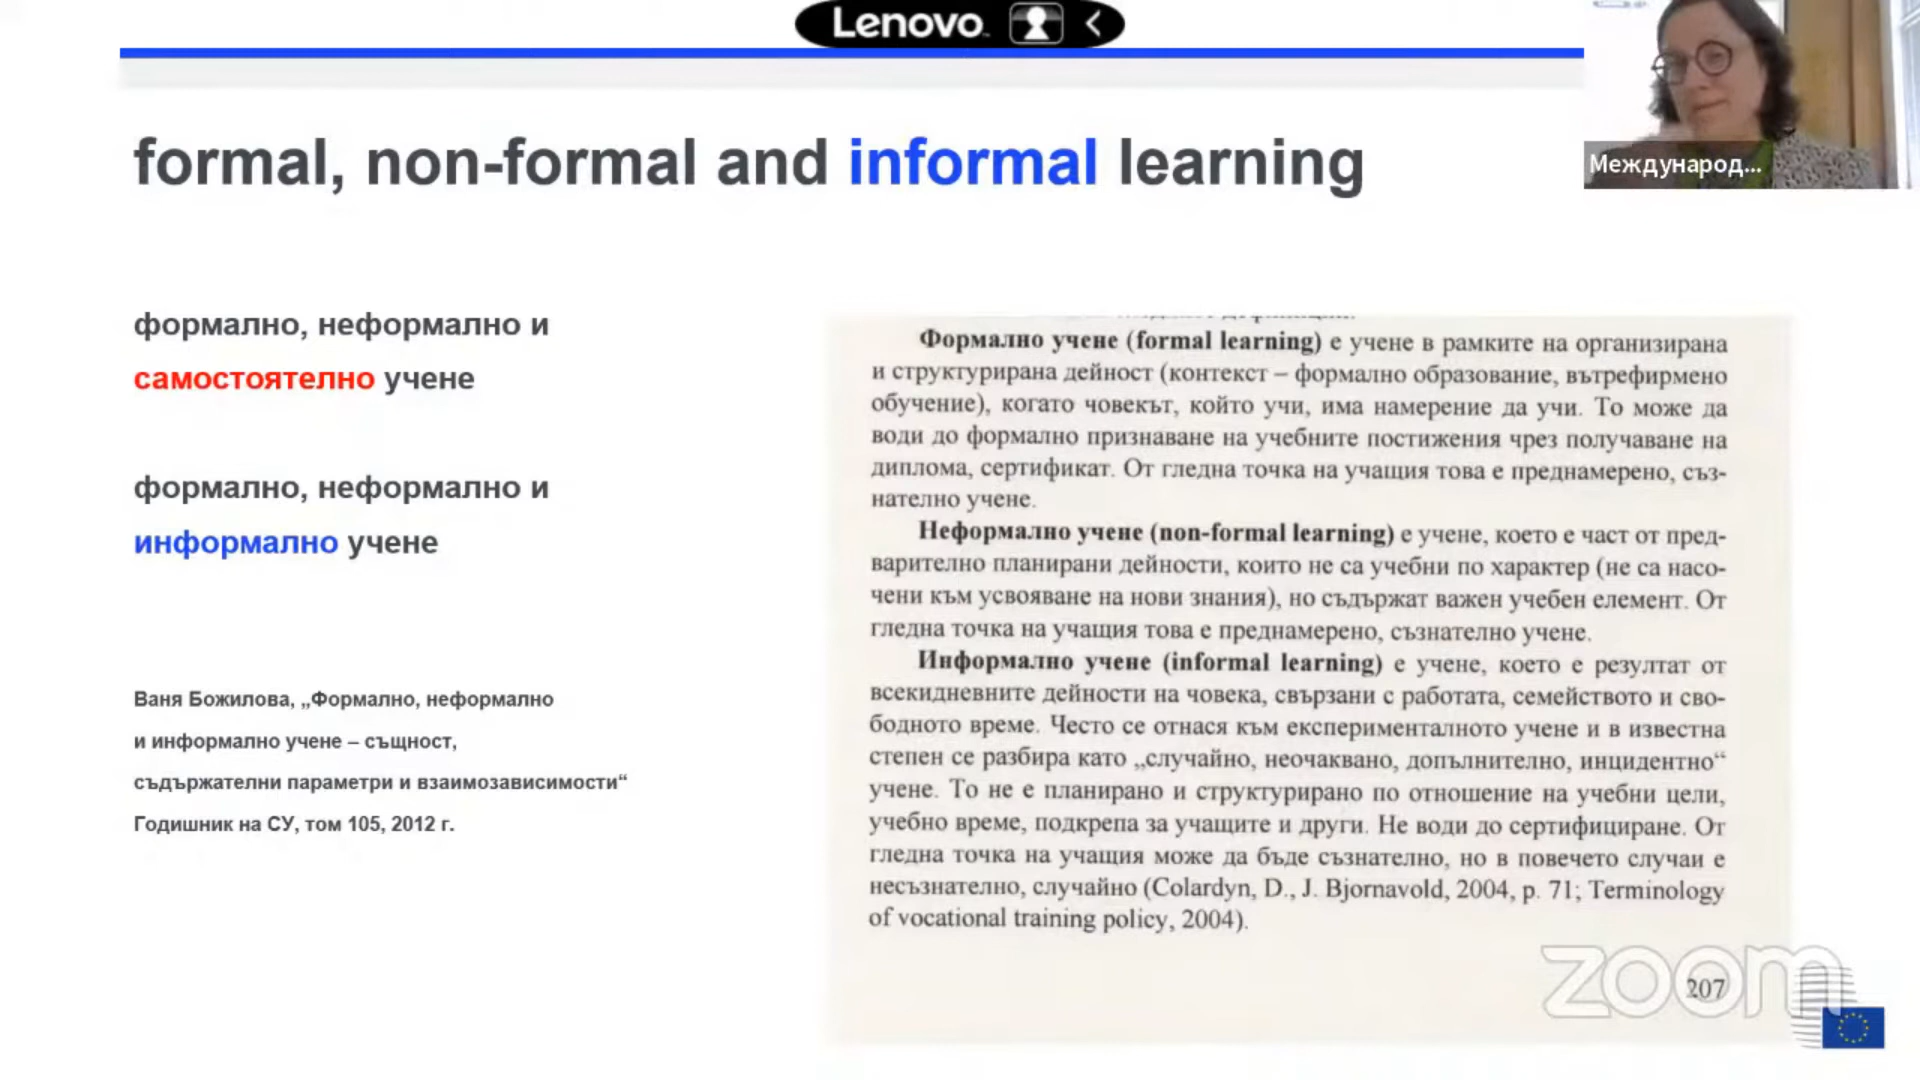 Lenovo
Международ...
formal, non-formal and informal learning
формално, неформално и
самостоятелно учене
формално, неформално и
информално учене
Ваня Божилова, „Формално, неформално
и информално учене – същност,
съдържателни параметри и взаимозависимости“
Годишник на СУ, том 105, 2012 г.
Формално учене (formal learning) е учене в рамките на организирана
и структурирана дейност (контекст – формално образование, вътрефирмено
обучение), когато човекът, който учи, има намерение да учи. То може да
води до формално признаване на учебните постижения чрез получаване на
диплома, сертификат. От гледна точка на учащия това е преднамерено, съз-
нателно учене.
Неформално учене (non-formal learning) е учене, което е част от пред-
варително планирани дейности, които не са учебни по характер (не са насо-
чени към усвояване на нови знания), но съдържат важен учебен елемент. От
гледна точка на учащия това е преднамерено, съзнателно учене.
Информално учене (informal learning) е учене, което е резултат от
всекидневните дейности на човека, свързани с работата, семейството и сво-
бодното време. Често се отнася към експерименталното учене и в известна
степен се разбира като „случайно, неочаквано, допълнително, инцидентно“
учене. То не е планирано и структурирано по отношение на учебни цели,
учебно време, подкрепа за учащите и други. Не води до сертифициране. От
гледна точка на учащия може да бъде съзнателно, но в повечето случаи е
несъзнателно, случайно (Colardyn, D., J. Bjornavold, 2004, p. 71; Terminology
of vocational training policy, 2004).
zoom
207